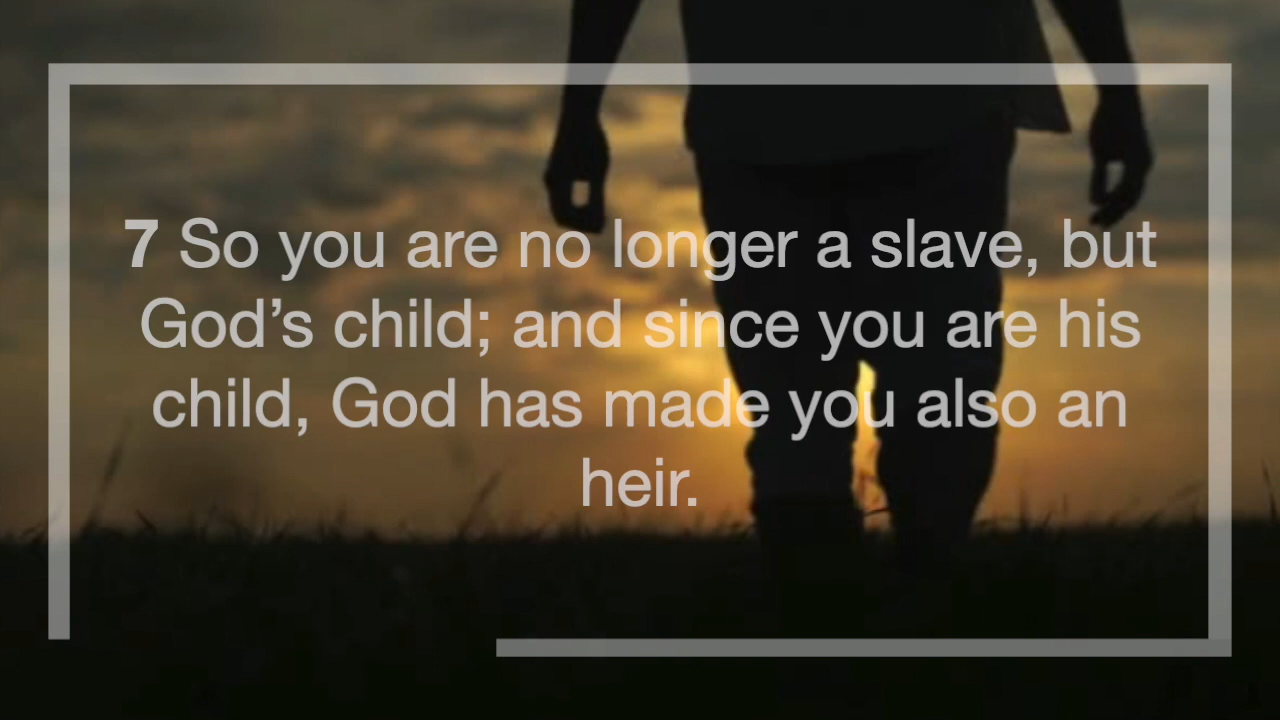 7 So you are no longer a slave, but
God’s child; and since you are his
child, God has made you also an
heir.